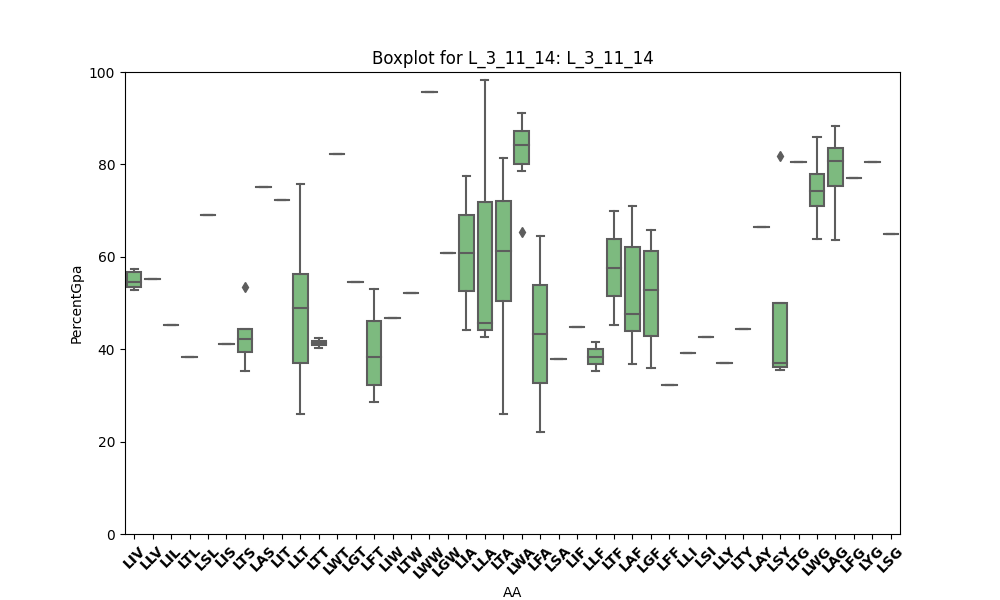 Boxplot for L_3_11_14: L_3_11_14
PercentGpa
100
80
60
40
20
0
LIV LLV LIL LTL LSL LIS LTS LAS LIT LLT LTT LWT LGT LFT LIW LTW LWW LGW LIA LLA LTA LWA LFA LSA LIF LLF LTF LAF LGF LFF LLI LSI LLY LTY LAY LSY LTG LWG LAG LFG LYG LSG
AA